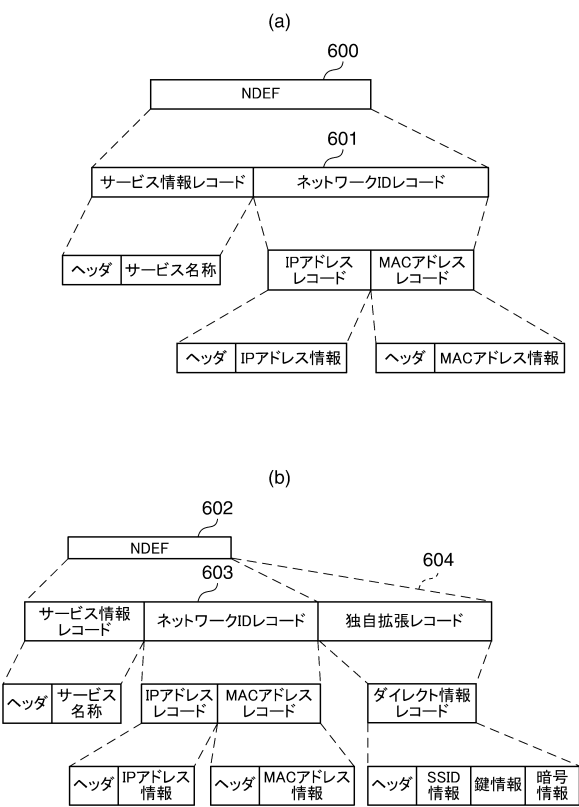 (a)
600
NDEF
601
サービス情報レコード ネットワークIDレコード
ヘッダ サービス名称
IPアドレス
レコード
MACアドレス
レコード
ヘッダ IPアドレス情報 ヘッダ MACアドレス情報
(b)
602
NDEF
603
604
サービス情報
レコード
ネットワークIDレコード
独自拡張レコード
ヘッダ
サービス
名称
IPアドレス
レコード
MACアドレス
レコード
ダイレクト情報
レコード
ヘッダ
IPアドレス
情報
ヘッダ
MACアドレス
情報
ヘッダ
SSID
情報
鍵情報
暗号
情報